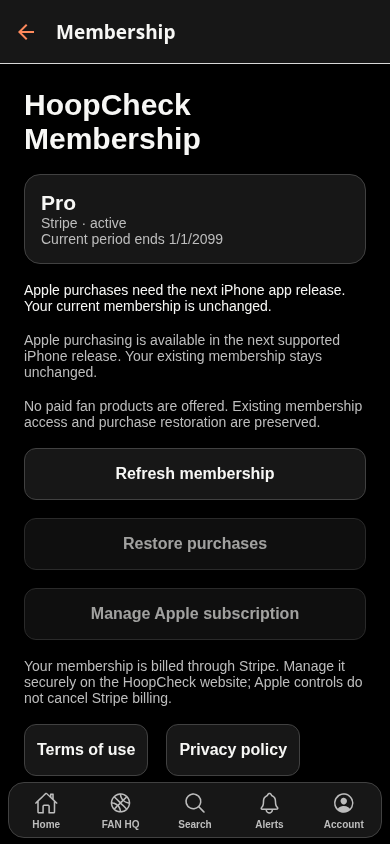 Membership
HoopCheck
Membership
Pro
Stripe · active
Current period ends 1/1/2099
Apple purchases need the next iPhone app release.
Your current membership is unchanged.
Apple purchasing is available in the next supported
iPhone release. Your existing membership stays
unchanged.
No paid fan products are offered. Existing membership
access and purchase restoration are preserved.
Refresh membership
Restore purchases
Manage Apple subscription
Your membership is billed through Stripe. Manage it
securely on the HoopCheck website; Apple controls do
not cancel Stripe billing.
Terms of use Privacy policy
Home FAN HQ Search Alerts Account